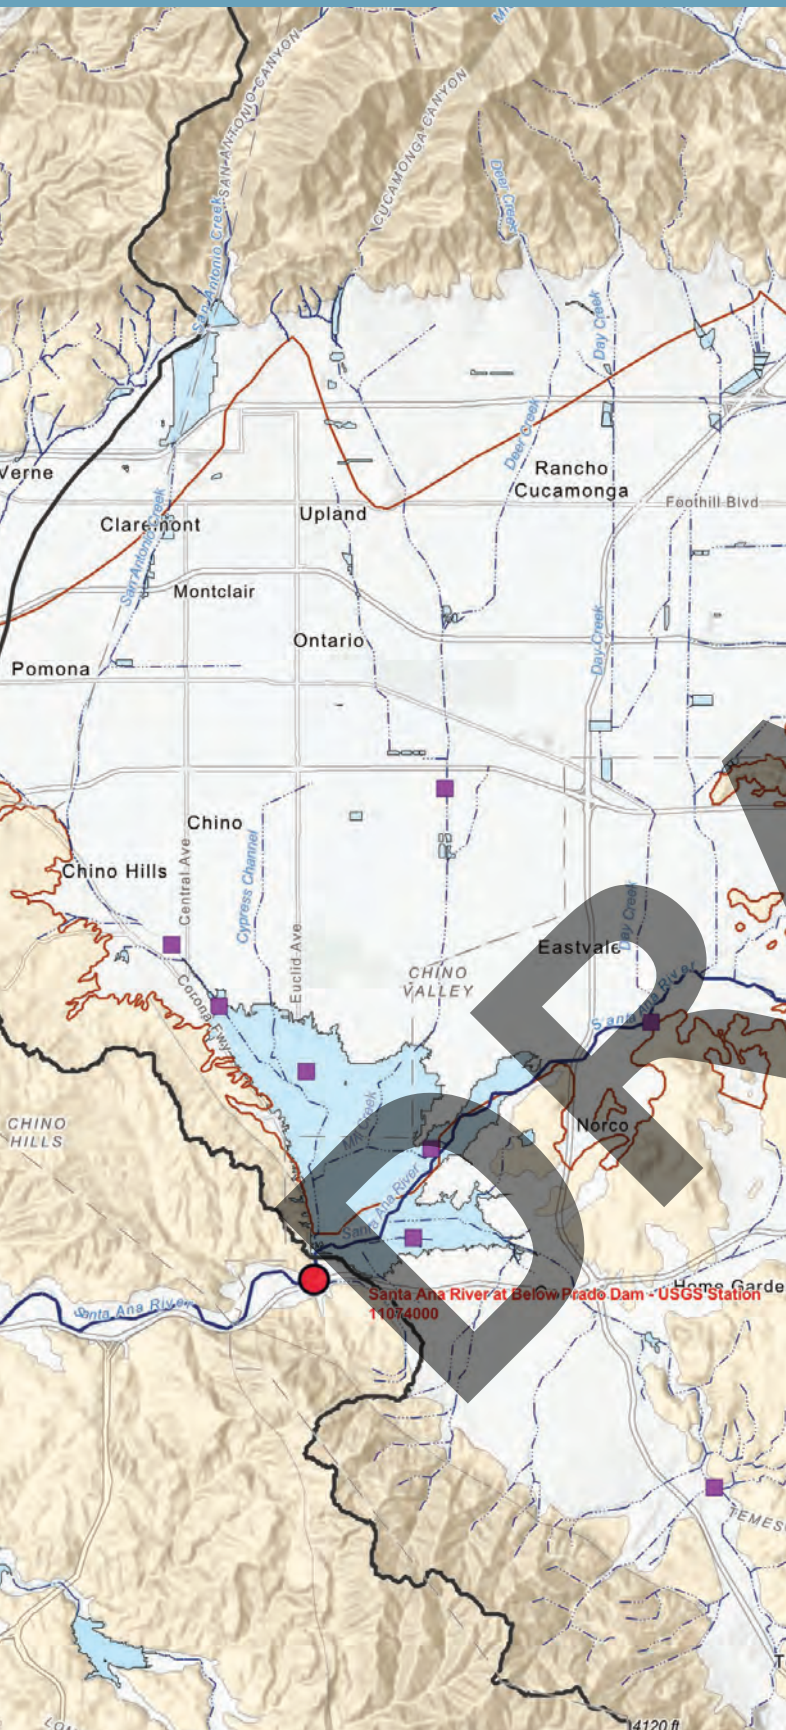 SAN ANTONIO CANYON
CUCAMONGA CANYON
Deer Creek
San Antonio Creek
Day Creek
Deer Creek
Verne
Rancho
Cucamonga
Foothill Blvd
Claremont
Upland
San Antonio Creek
Montclair
Ontario
Day Creek
Pomona
Chino
Cypress Channel
Chino Hills
Central Ave
Euclid Ave
Day Creek
Eastvale
CHINO
VALLEY
Corona Fwy
Santa Ana River
CHINO
HILLS
Mill Creek
Norco
Santa Ana River
Home Garde
Santa Ana River at Below Prado Dam - USGS Station
11074000
Santa Ana River
TEMES
4120 ft
DRA